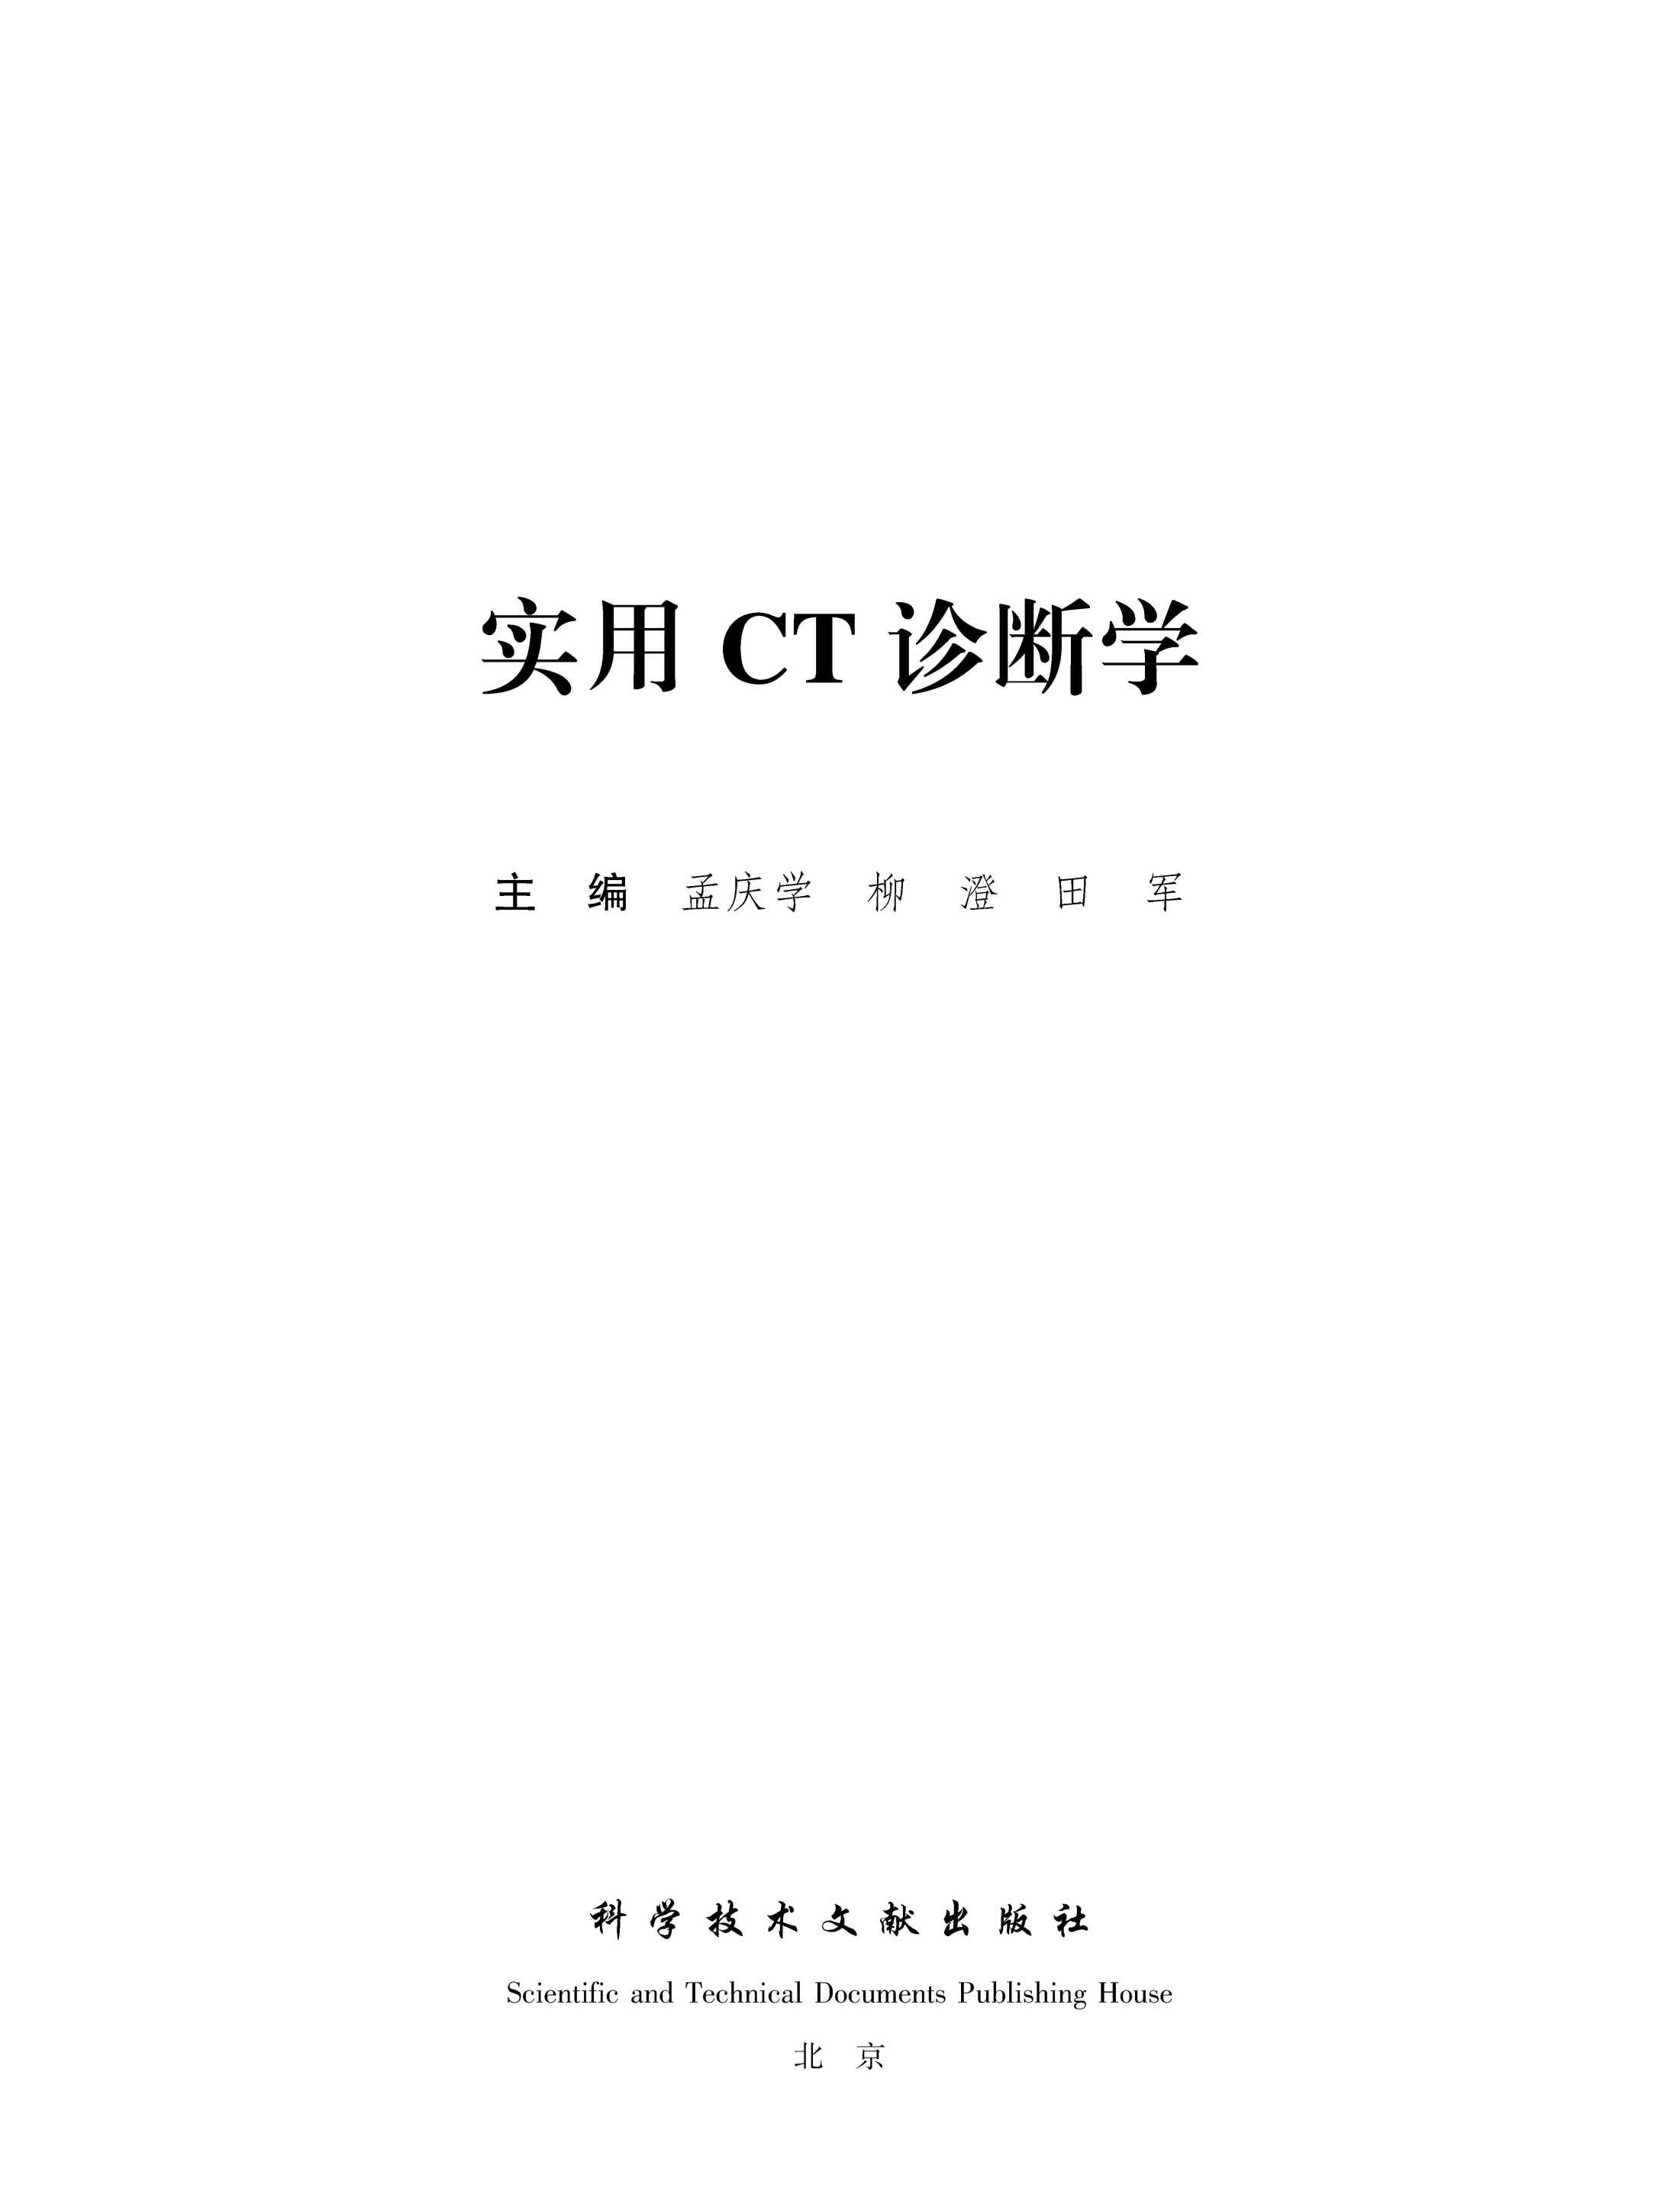 实用 CT 诊断学
主 编 孟庆学 柳 澄 田 军
科学技术文献出版社
Scientific and Technical Documents Publishing House
北 京